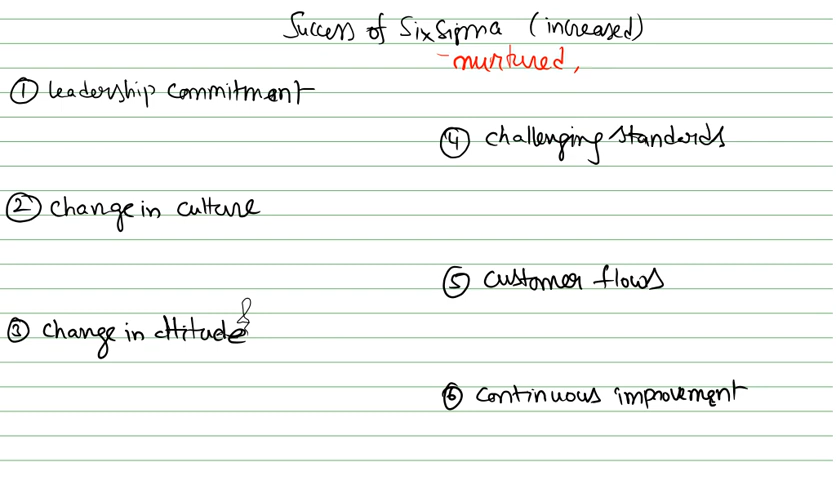 Success of Six Sigma (increased)
- nurtured,
① leadership commitment
② change in culture
③ change in attitude
④ challenging standards
⑤ customer flows
⑥ continuous improvement